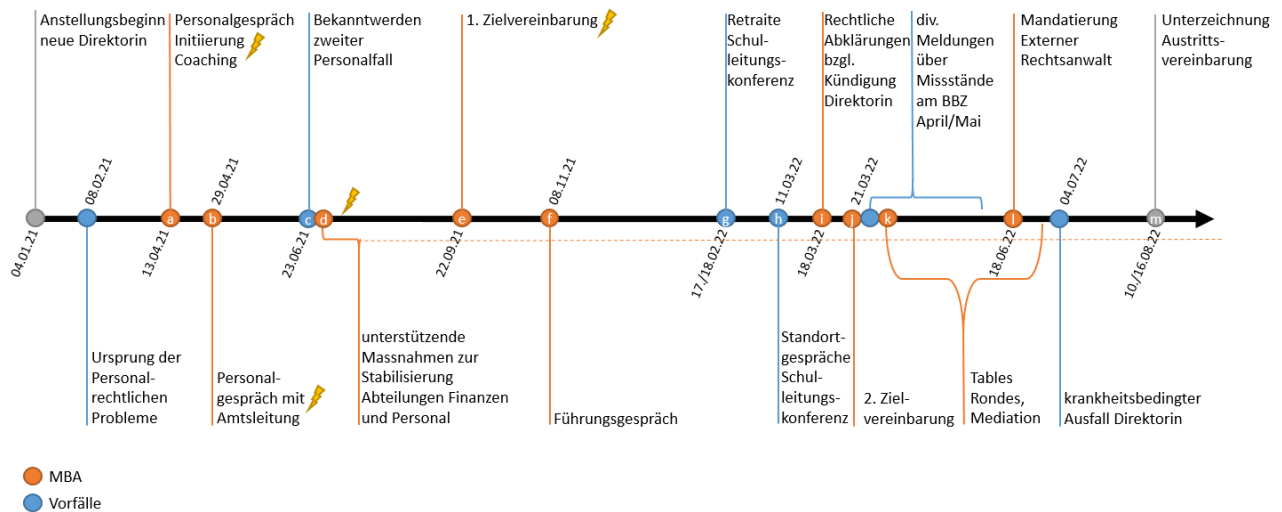 Anstellungsbeginn
neue Direktorin
Personalgespräch
Initiierung
Coaching
Bekanntwerden
zweiter
Personalfall
1. Zielvereinbarung
Retraite
Schul-
leitungs-
konferenz
Rechtliche
Abklärungen
bzgl.
Kündigung
Direktorin
div.
Meldungen
über
Missstände
am BBZ
April/Mai
Mandatierung
Externer
Rechtsanwalt
Unterzeichnung
Austritts-
vereinbarung
08.02.21
29.04.21
08.11.21
11.03.22
21.03.22
04.07.22
a
b
c
d
e
f
g
h
i
j
k
l
m
04.01.21
13.04.21
23.06.21
22.09.21
17./18.02.22
18.03.22
18.06.22
10./16.08.22
Ursprung der
Personal-
rechtlichen
Probleme
Personal-
gespräch mit
Amtsleitung
unterstützende
Massnahmen zur
Stabilisierung
Abteilungen Finanzen
und Personal
Führungsgespräch
Standort-
gespräche
Schul-
leitungs-
konferenz
2. Ziel-
vereinbarung
Tables
Rondes,
Mediation
krankheitsbedingter
Ausfall Direktorin
MBA
Vorfälle